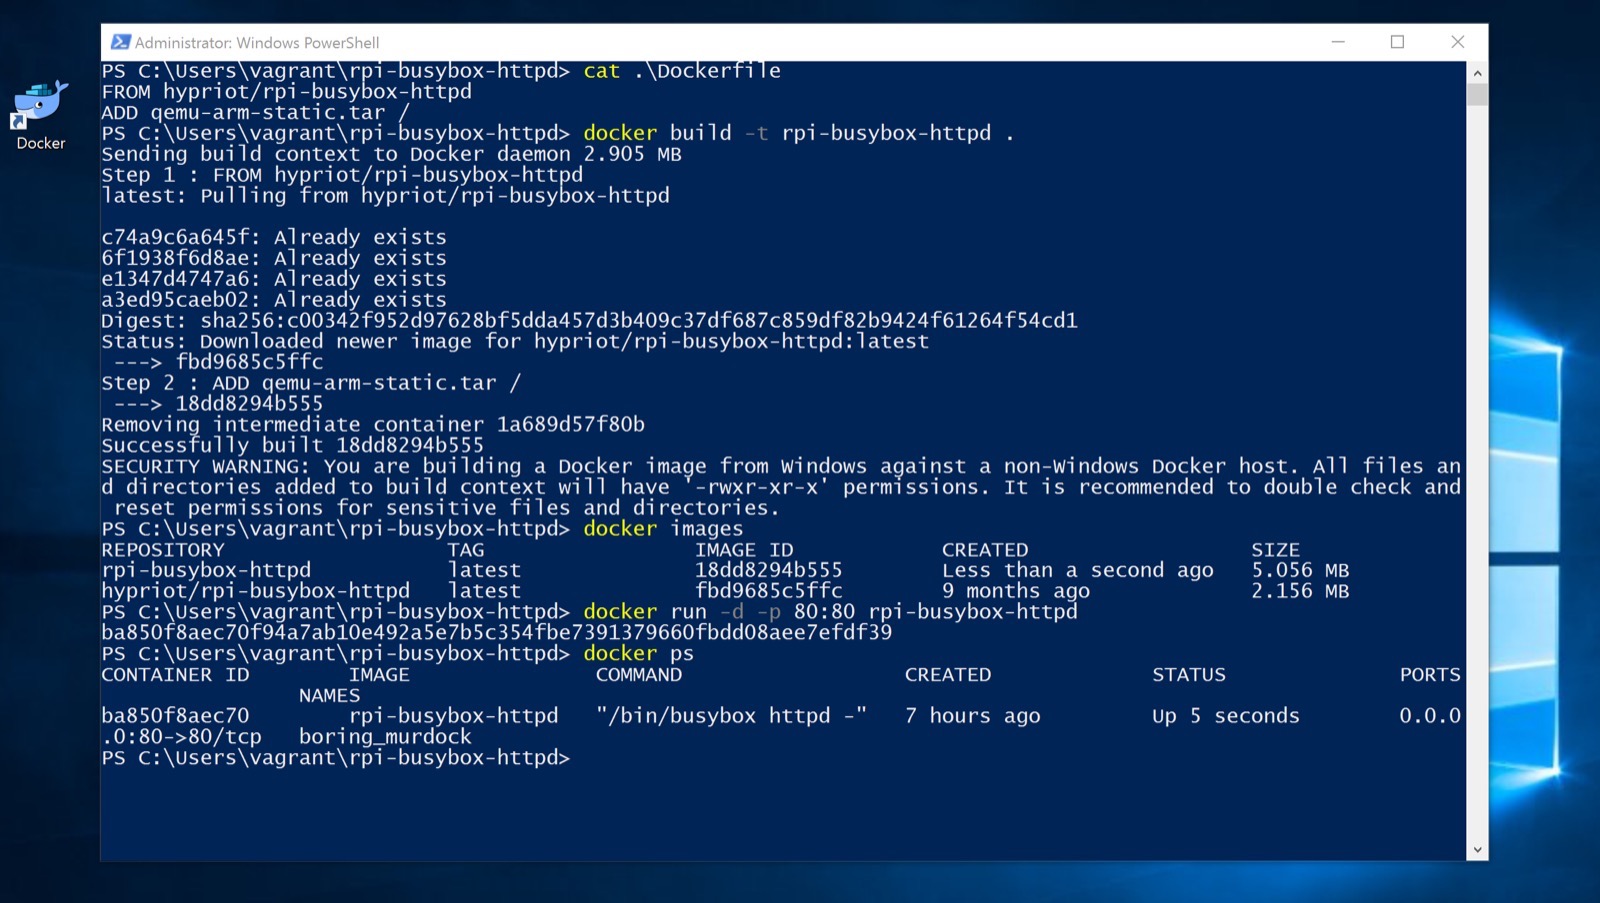 Administrator: Windows PowerShell
Docker
PS C:\Users\vagrant\rpi-busybox-httpd> cat .\Dockerfile
FROM hypriot/rpi-busybox-httpd
ADD qemu-arm-static.tar /
PS C:\Users\vagrant\rpi-busybox-httpd> docker build -t rpi-busybox-httpd .
Sending build context to Docker daemon 2.905 MB
Step 1 : FROM hypriot/rpi-busybox-httpd
latest: Pulling from hypriot/rpi-busybox-httpd
c74a9c6a645f: Already exists
6f1938f6d8ae: Already exists
e1347d4747a6: Already exists
a3ed95caeb02: Already exists
Digest: sha256:c00342f952d97628bf5dda457d3b409c37df687c859df82b9424f61264f54cd1
Status: Downloaded newer image for hypriot/rpi-busybox-httpd:latest
---> fbd9685c5ffc
Step 2 : ADD qemu-arm-static.tar /
---> 18dd8294b555
Removing intermediate container 1a689d57f80b
Successfully built 18dd8294b555
SECURITY WARNING: You are building a Docker image from Windows against a non-Windows Docker host. All files an
d directories added to build context will have '-rwxr-xr-x' permissions. It is recommended to double check and
reset permissions for sensitive files and directories.
PS C:\Users\vagrant\rpi-busybox-httpd> docker images
REPOSITORY TAG IMAGE ID CREATED SIZE
rpi-busybox-httpd latest 18dd8294b555 Less than a second ago 5.056 MB
hypriot/rpi-busybox-httpd latest fbd9685c5ffc 9 months ago 2.156 MB
PS C:\Users\vagrant\rpi-busybox-httpd> docker run -d -p 80:80 rpi-busybox-httpd
ba850f8aec70f94a7ab10e492a5e7b5c354fbe7391379660fbdd08aee7efdf39
PS C:\Users\vagrant\rpi-busybox-httpd> docker ps
CONTAINER ID IMAGE COMMAND CREATED STATUS PORTS
NAMES
ba850f8aec70 rpi-busybox-httpd "/bin/busybox httpd -" 7 hours ago Up 5 seconds 0.0.0
.0:80->80/tcp boring_murdock
PS C:\Users\vagrant\rpi-busybox-httpd>